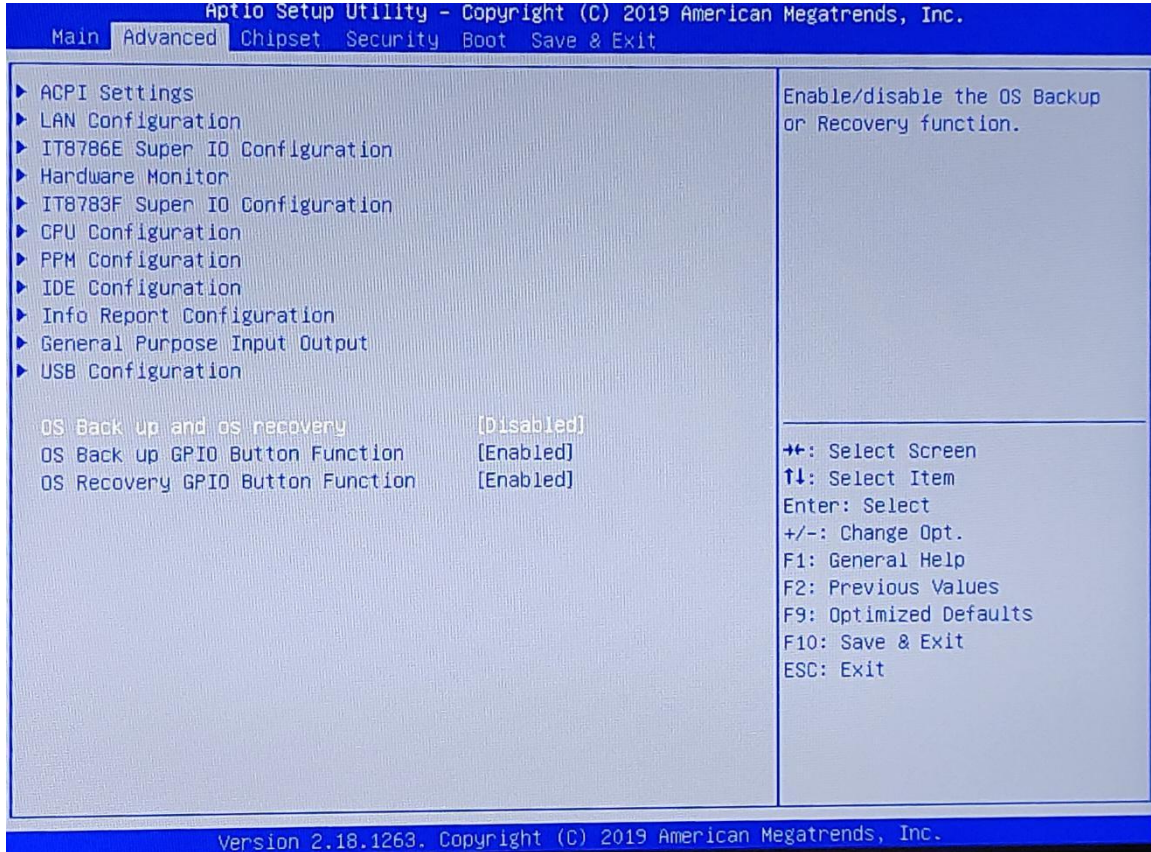 Aptio Setup Utility – Copyright (C) 2019 American Megatrends, Inc.
Main Advanced Chipset Security Boot Save & Exit
ACPI Settings
LAN Configuration
IT8786E Super IO Configuration
Hardware Monitor
IT8783F Super IO Configuration
CPU Configuration
PPM Configuration
IDE Configuration
Info Report Configuration
General Purpose Input Output
USB Configuration
OS Back up and os recovery [Disabled]
OS Back up GPIO Button Function [Enabled]
OS Recovery GPIO Button Function [Enabled]
Enable/disable the OS Backup
or Recovery function.
→←: Select Screen
↑↓: Select Item
Enter: Select
+/-: Change Opt.
F1: General Help
F2: Previous Values
F9: Optimized Defaults
F10: Save & Exit
ESC: Exit
Version 2.18.1263. Copyright (C) 2019 American Megatrends, Inc.